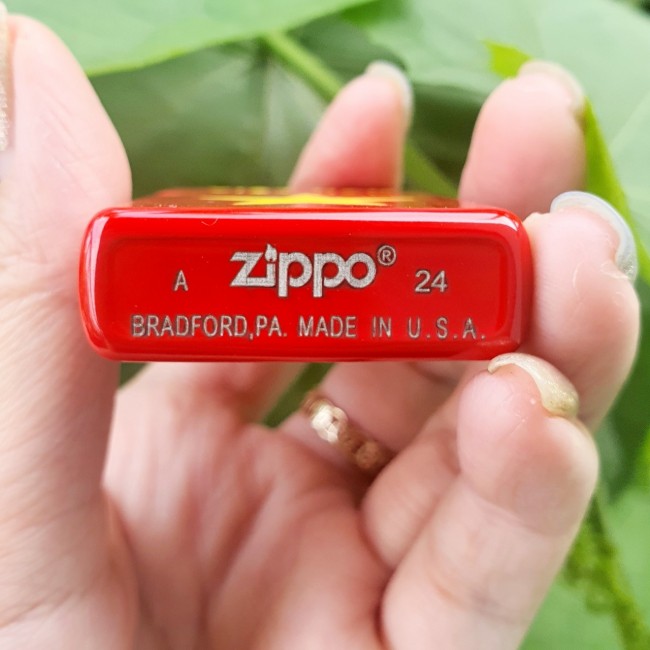 A zippo® 24
BRADFORD,PA. MADE IN U.S.A.